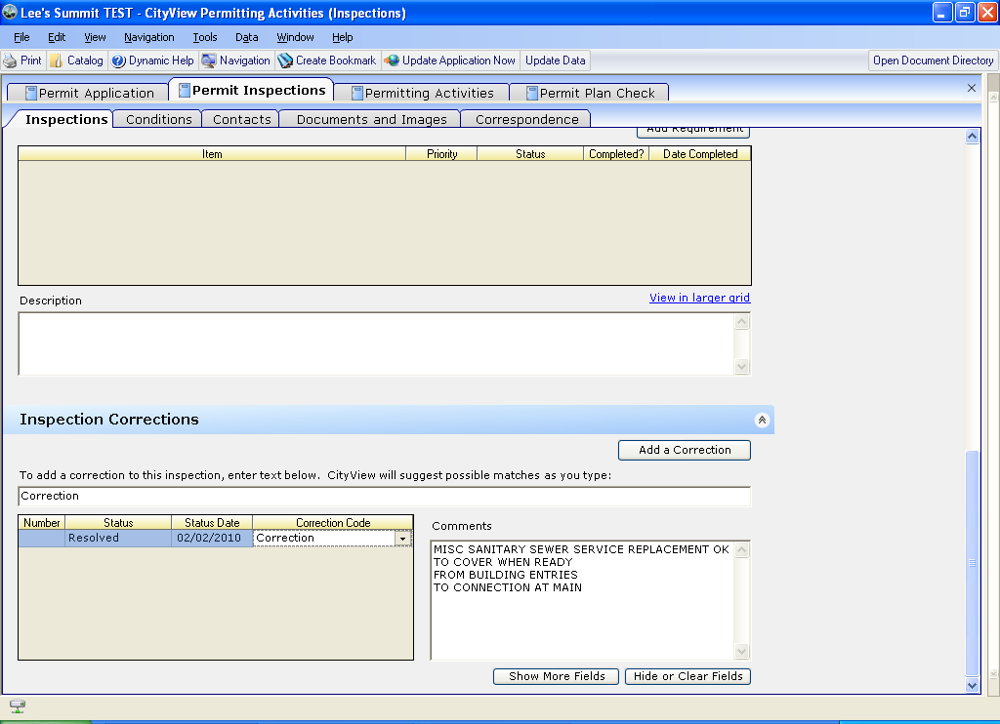 Lee's Summit TEST - CityView Permitting Activities (Inspections)
File Edit View Navigation Tools Data Window Help
Print Catalog Dynamic Help Navigation Create Bookmark Update Application Now Update Data Open Document Directory
Permit Application Permit Inspections Permitting Activities Permit Plan Check
Inspections Conditions Contacts Documents and Images Correspondence
Add Requirement
Item Priority Status Completed? Date Completed
Description View in larger grid
Inspection Corrections
Add a Correction
To add a correction to this inspection, enter text below. CityView will suggest possible matches as you type:
Correction
Number Status Status Date Correction Code
Resolved 02/02/2010 Correction
Comments
MISC SANITARY SEWER SERVICE REPLACEMENT OK
TO COVER WHEN READY
FROM BUILDING ENTRIES
TO CONNECTION AT MAIN
Show More Fields Hide or Clear Fields